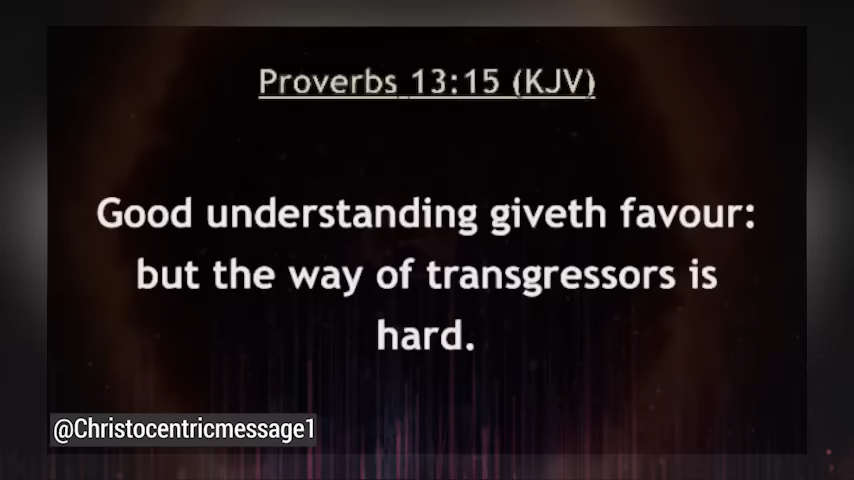 Proverbs 13:15 (KJV)
Good understanding giveth favour:
but the way of transgressors is
hard.
@Christocentricmessage1